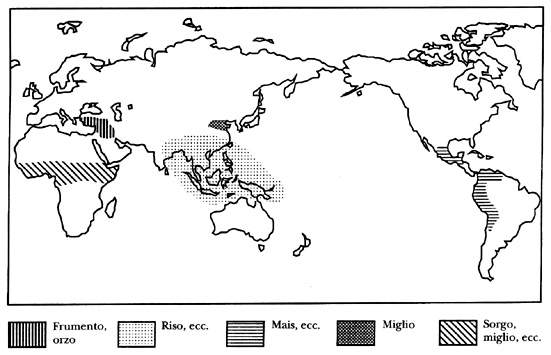 Frumento,
orzo
Riso, ecc.
Mais, ecc.
Miglio
Sorgo,
miglio, ecc.